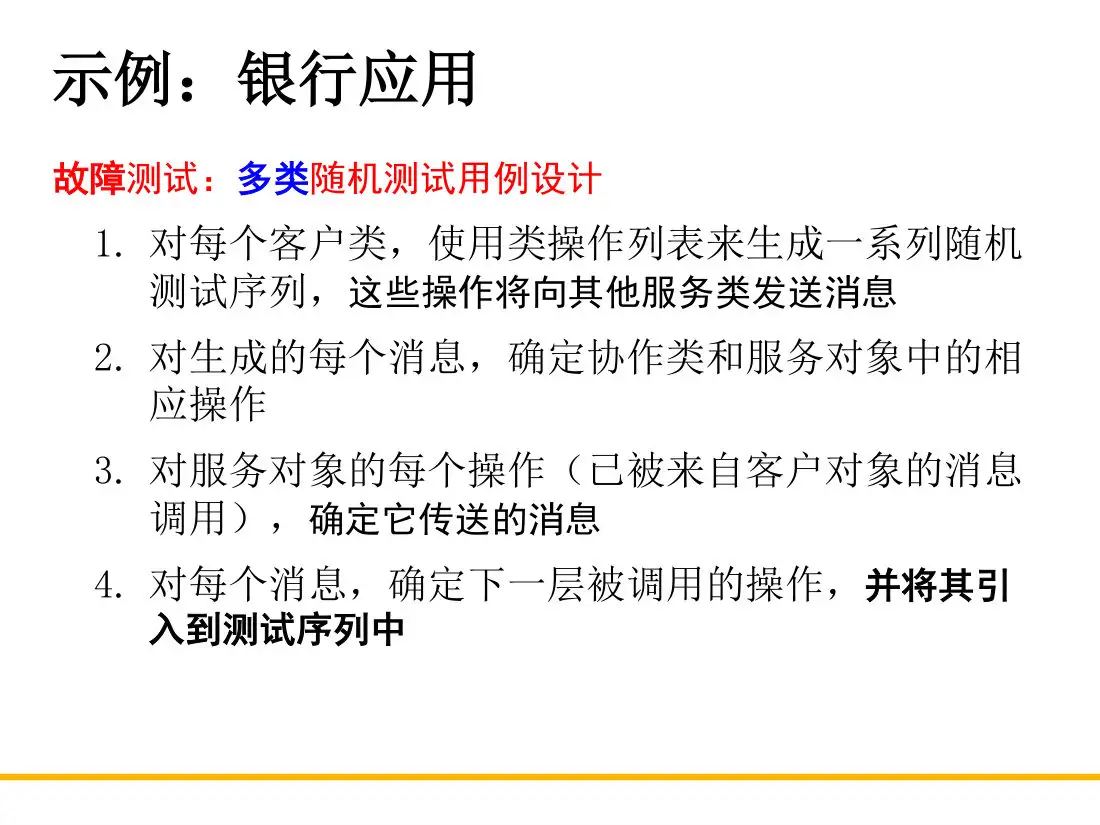 示例：银行应用
故障测试：多类随机测试用例设计
1. 对每个客户类，使用类操作列表来生成一系列随机
测试序列，这些操作将向其他服务类发送消息
2. 对生成的每个消息，确定协作类和服务对象中的相
应操作
3. 对服务对象的每个操作（已被来自客户对象的消息
调用），确定它传送的消息
4. 对每个消息，确定下一层被调用的操作，并将其引
入到测试序列中